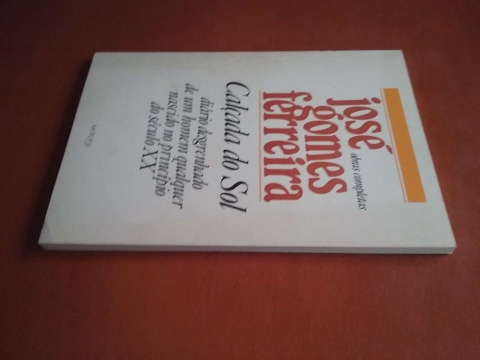 josé
gomes
ferreira
obras completas
Calçada do Sol
diário desgrenhado
de um homem qualquer
nascido no princípio
do século XX